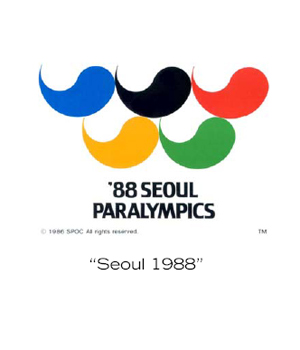 '88 SEOUL
PARALYMPICS
© 1986 SPOC All rights reserved. TM
“Seoul 1988”